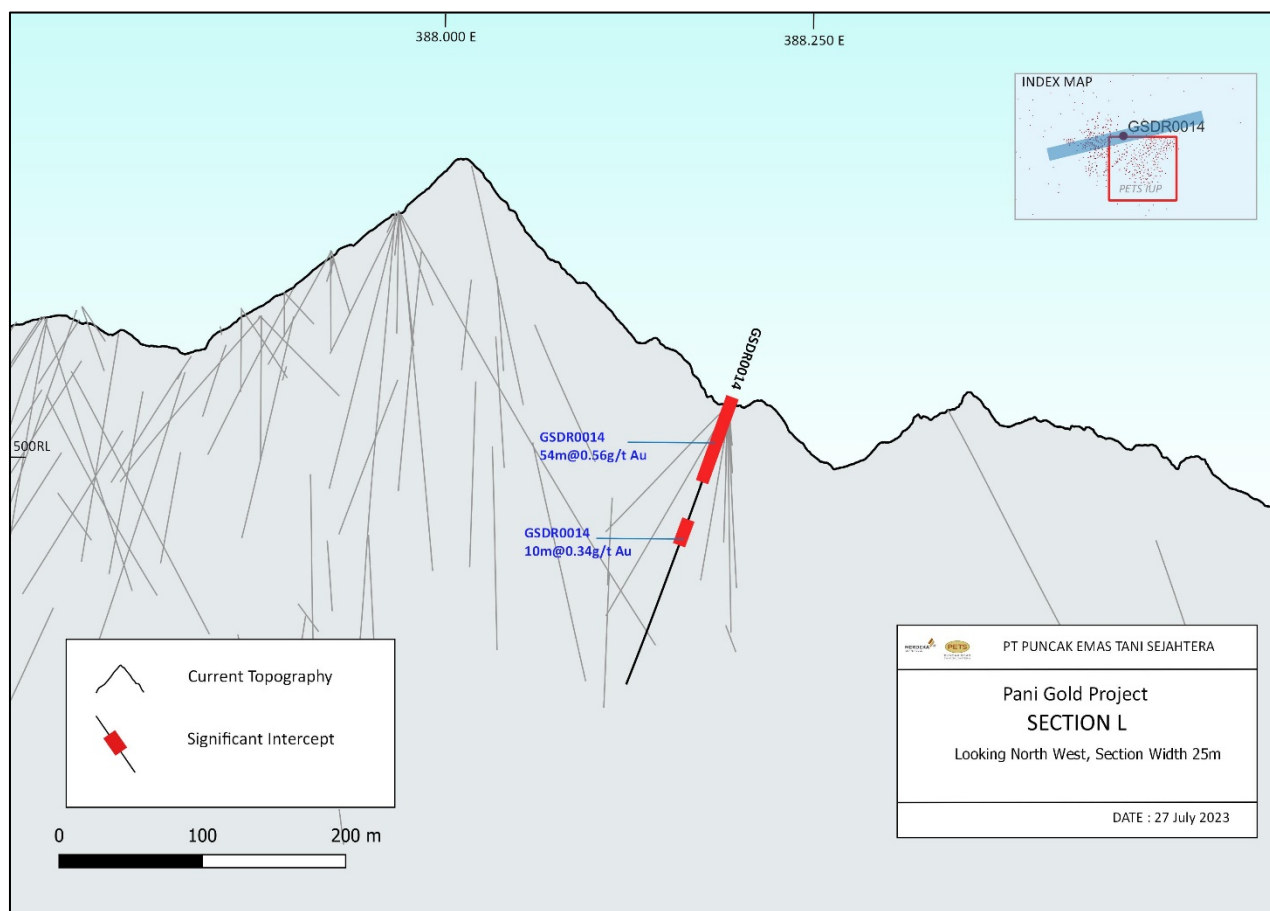 388.000 E
388.250 E
INDEX MAP
GSDR0014
PETS IUP
GSDR0014
500RL
GSDR0014
54m@0.56g/t Au
GSDR0014
10m@0.34g/t Au
Current Topography
Significant Intercept
0 100 200 m
MERDEKA
PETS
PT PUNCAK EMAS TANI SEJAHTERA
Pani Gold Project
SECTION L
Looking North West, Section Width 25m
DATE : 27 July 2023